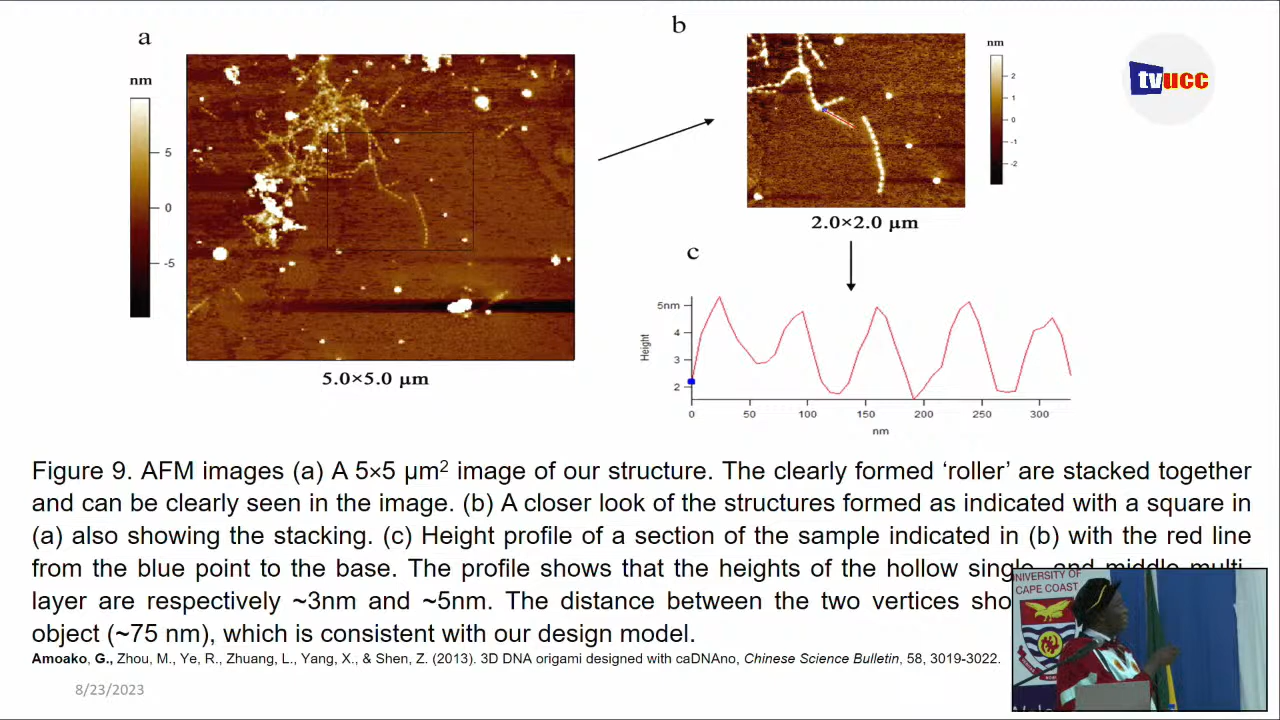 a
nm
5
0
-5
5.0×5.0 µm
b
nm
2
1
0
-1
-2
2.0×2.0 µm
tvucc
c
5nm
4
3
2
Height
0
50
100
150
200
250
300
nm
Figure 9. AFM images (a) A 5×5 µm² image of our structure. The clearly formed ‘roller’ are stacked together
and can be clearly seen in the image. (b) A closer look of the structures formed as indicated with a square in
(a) also showing the stacking. (c) Height profile of a section of the sample indicated in (b) with the red line
from the blue point to the base. The profile shows that the heights of the hollow single- and middle multi-
layer are respectively ~3nm and ~5nm. The distance between the two vertices sho
object (~75 nm), which is consistent with our design model.
Amoako, G., Zhou, M., Ye, R., Zhuang, L., Yang, X., & Shen, Z. (2013). 3D DNA origami designed with caDNAno, Chinese Science Bulletin, 58, 3019-3022.
8/23/2023
UNIVERSITY OF
CAPE COAST